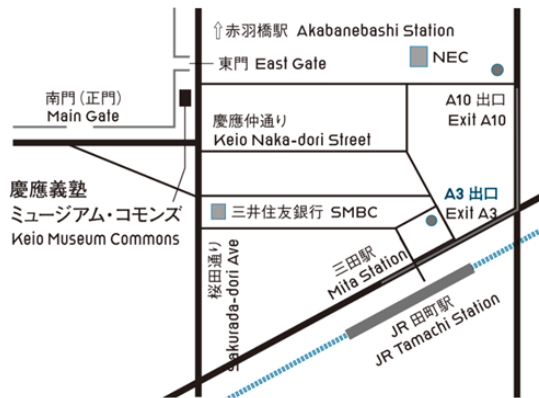 ⇧赤羽橋駅 Akabanebashi Station
東門 East Gate
NEC
南門（正門）
Main Gate
A10 出口
Exit A10
慶應仲通り
Keio Naka-dori Street
慶應義塾
ミュージアム・コモンズ
Keio Museum Commons
A3 出口
Exit A3
三井住友銀行 SMBC
桜田通り
Sakurada-dori Ave
三田駅
Mita Station
JR 田町駅
JR Tamachi Station